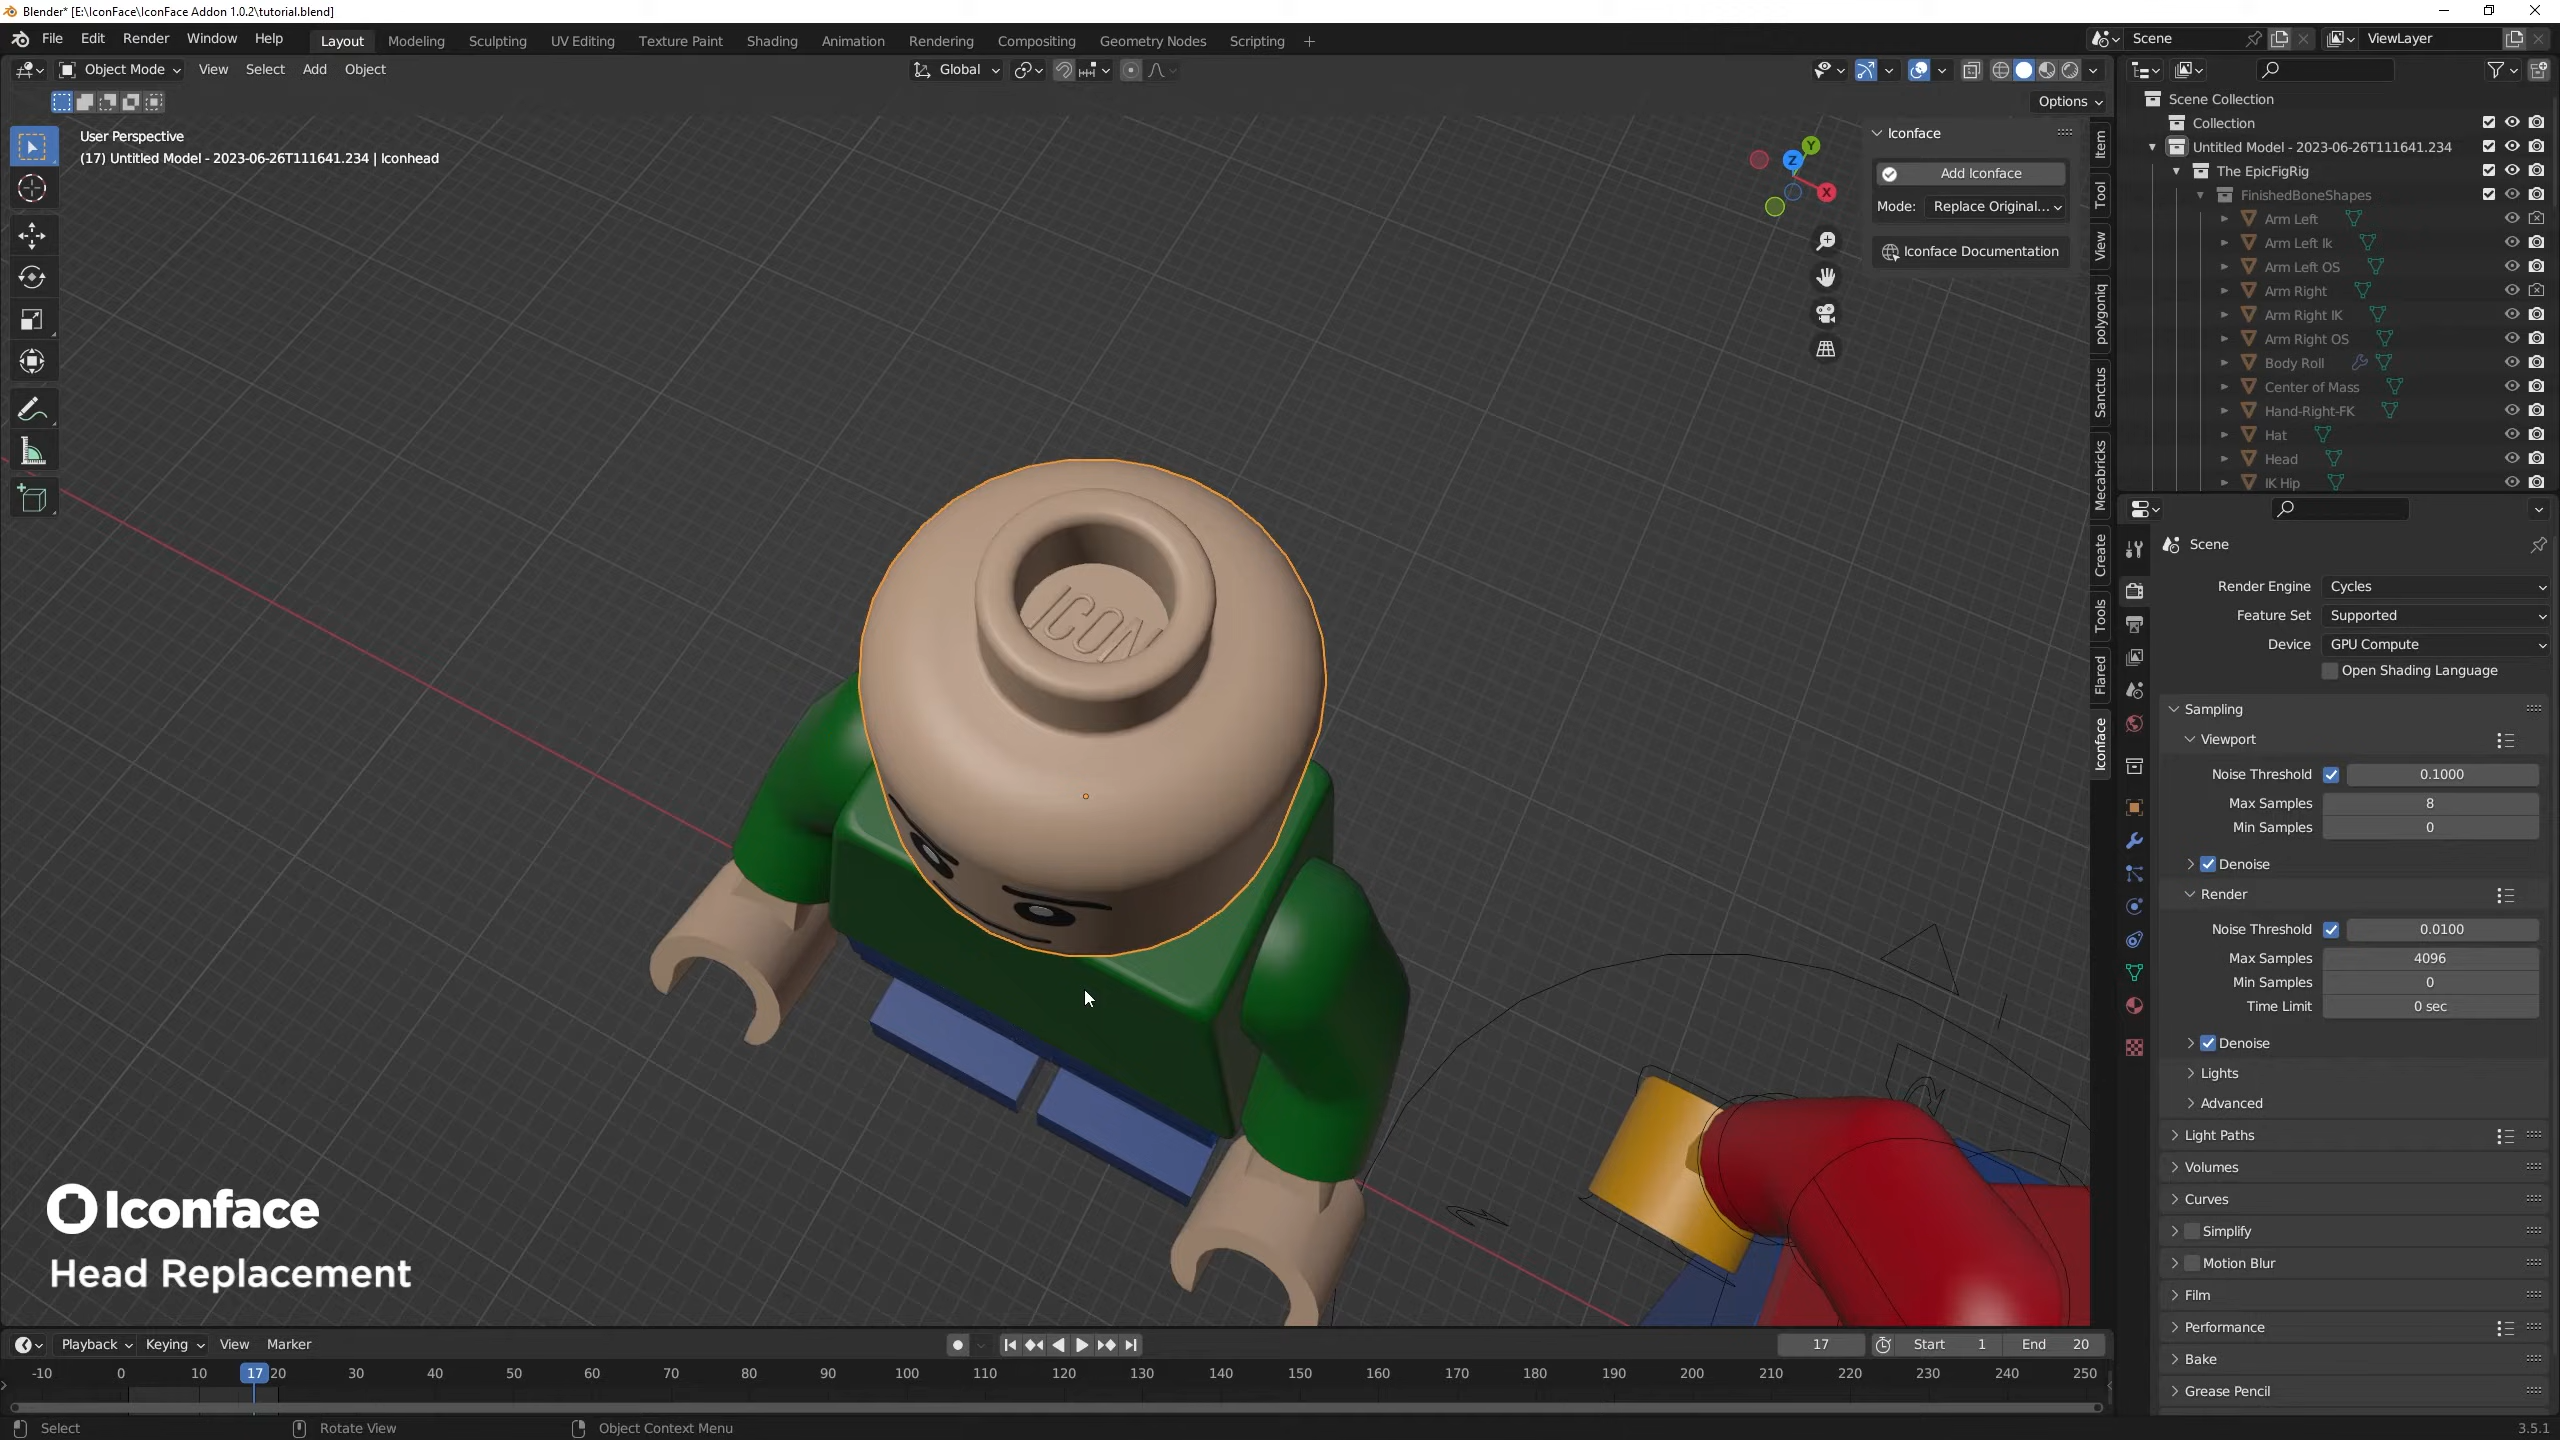 Blender* [E:\IconFace\IconFace Addon 1.0.2\tutorial.blend]
File Edit Render Window Help Layout Modeling Sculpting UV Editing Texture Paint Shading Animation Rendering Compositing Geometry Nodes Scripting + Scene ViewLayer
Object Mode View Select Add Object Global
Options
User Perspective
(17) Untitled Model - 2023-06-26T111641.234 | Iconhead
Y
Z
X
Iconface
Add Iconface
Mode: Replace Original...
Iconface Documentation
Item
Tool
View
polygoniq
Sanctus
Mecabricks
Create
Tools
Flared
Iconface
ICON
Scene Collection
Collection
Untitled Model - 2023-06-26T111641.234
The EpicFigRig
FinishedBoneShapes
Arm Left
Arm Left Ik
Arm Left OS
Arm Right
Arm Right IK
Arm Right OS
Body Roll
Center of Mass
Hand-Right-FK
Hat
Head
IK Hip
Scene
Render Engine Cycles
Feature Set Supported
Device GPU Compute
Open Shading Language
Sampling
Viewport
Noise Threshold 0.1000
Max Samples 8
Min Samples 0
Denoise
Render
Noise Threshold 0.0100
Max Samples 4096
Min Samples 0
Time Limit 0 sec
Denoise
Lights
Advanced
Light Paths
Volumes
Curves
Simplify
Motion Blur
Film
Performance
Bake
Grease Pencil
Iconface
Head Replacement
Playback Keying View Marker 17 Start 1 End 20
-10 0 10 17 20 30 40 50 60 70 80 90 100 110 120 130 140 150 160 170 180 190 200 210 220 230 240 250
Select Rotate View Object Context Menu 3.5.1